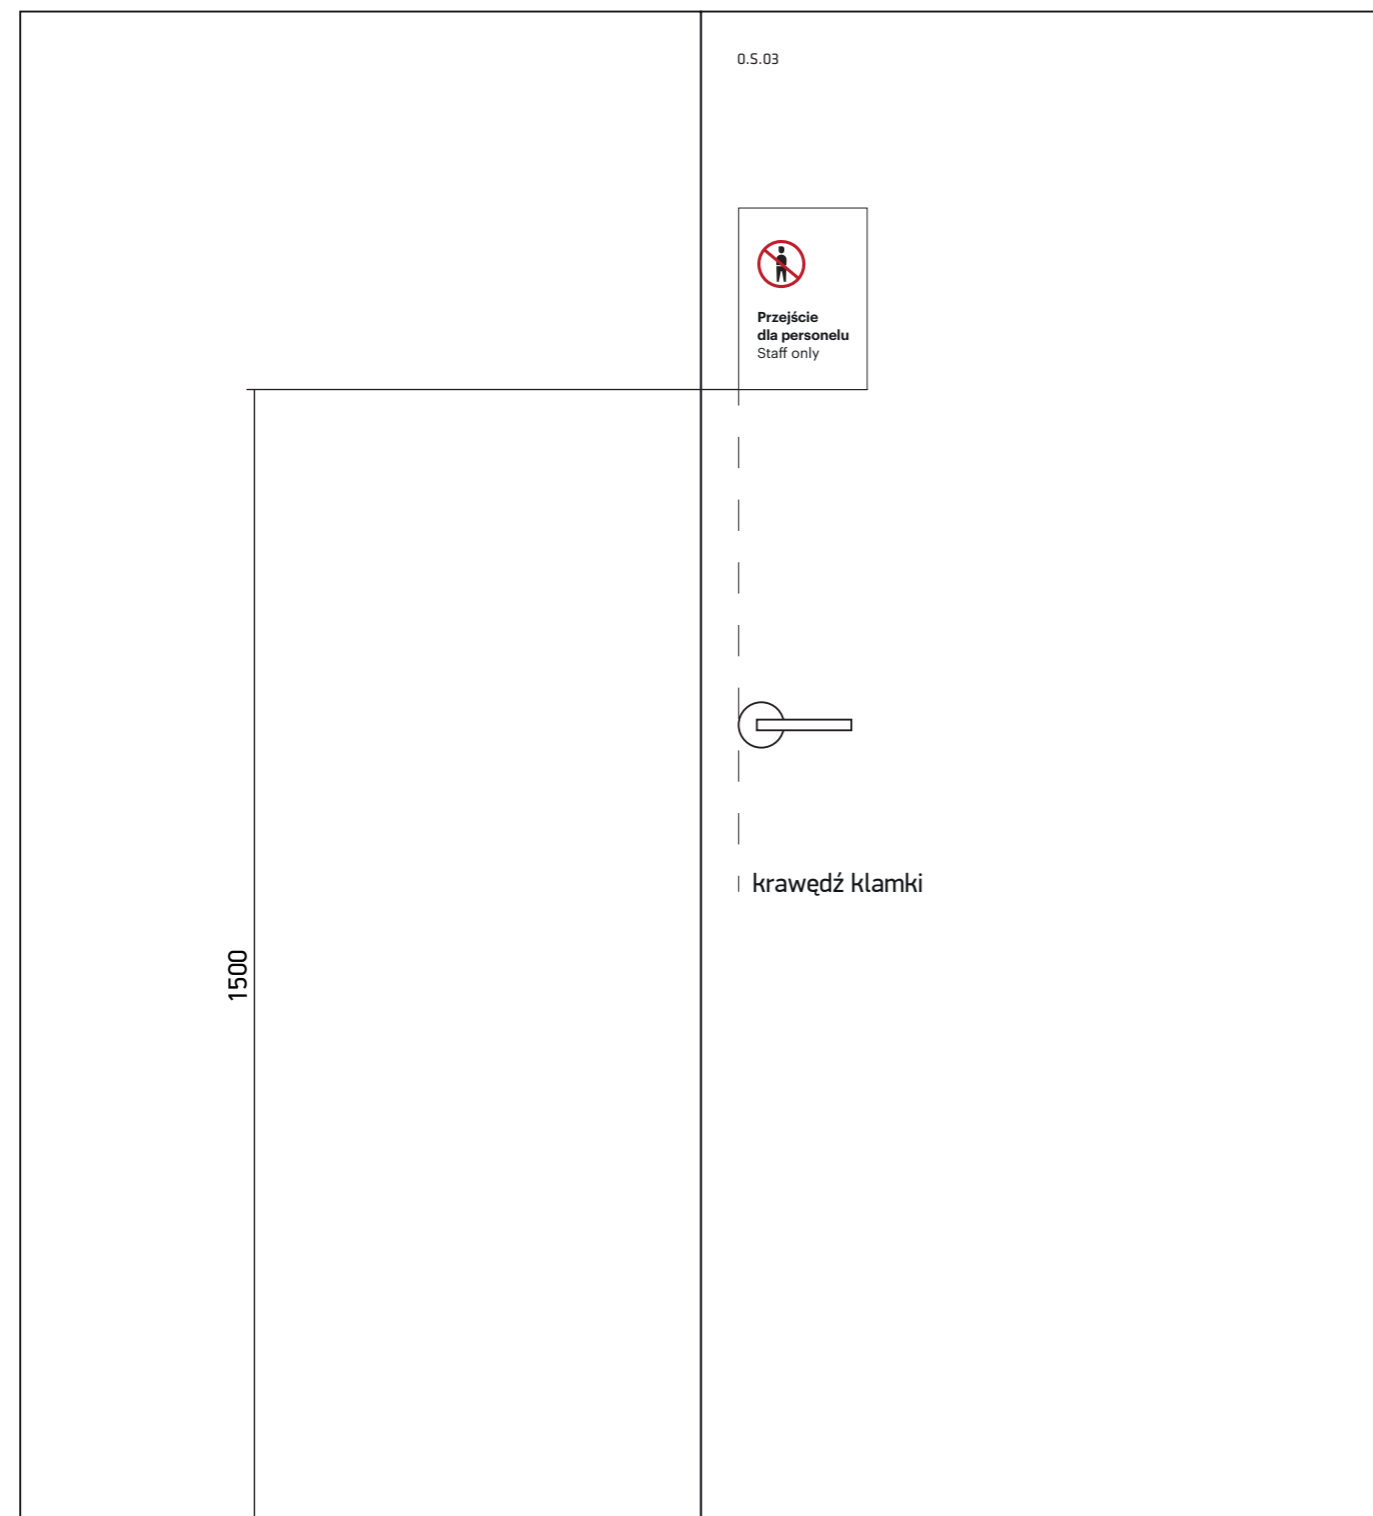 0.S.03
Przejście
dla personelu
Staff only
krawędź klamki
1500